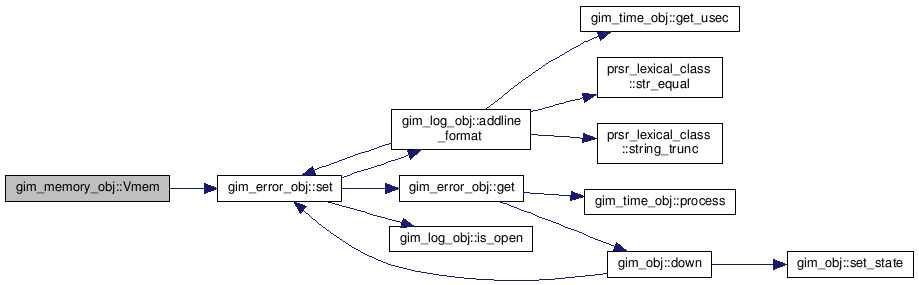 gim_time_obj::get_usec
prsr_lexical_class
::str_equal
gim_log_obj::addline
_format
prsr_lexical_class
::string_trunc
gim_memory_obj::Vmem
gim_error_obj::set
gim_error_obj::get
gim_time_obj::process
gim_log_obj::is_open
gim_obj::down
gim_obj::set_state